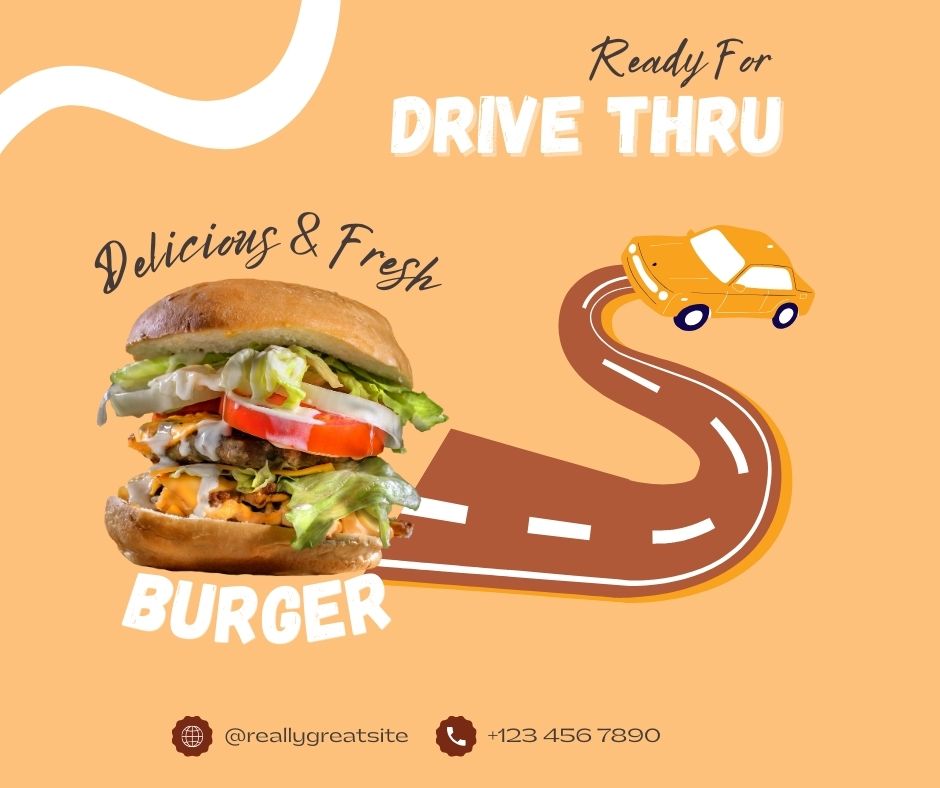 Ready For
DRIVE THRU
Delicious & Fresh
BURGER
@reallygreatsite
+123 456 7890